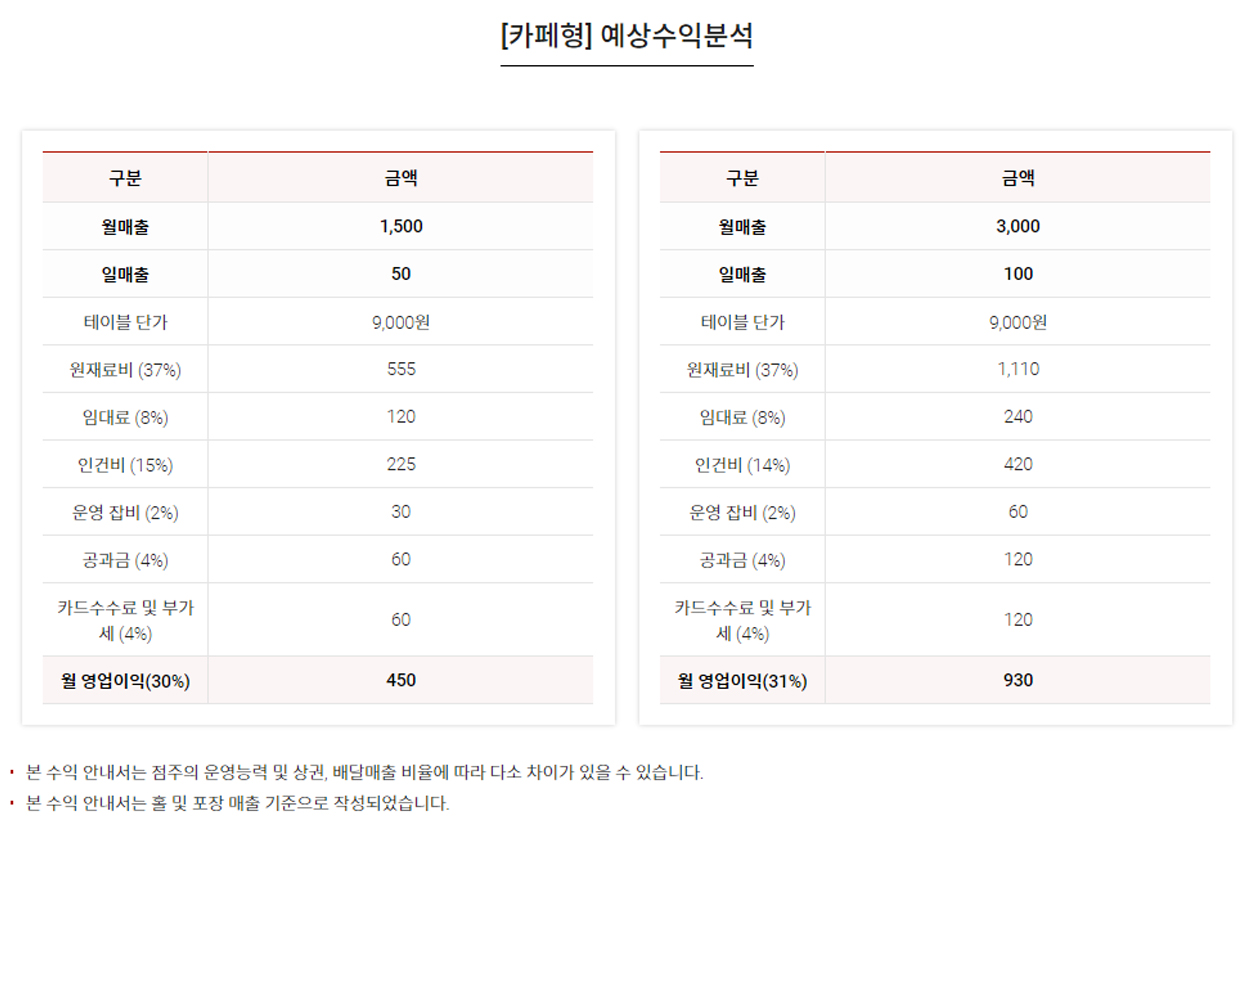 [카페형] 예상수익분석
구분 금액
월매출 1,500
일매출 50
테이블 단가 9,000원
원재료비 (37%) 555
임대료 (8%) 120
인건비 (15%) 225
운영 잡비 (2%) 30
공과금 (4%) 60
카드수수료 및 부가
세 (4%) 60
월 영업이익(30%) 450
구분 금액
월매출 3,000
일매출 100
테이블 단가 9,000원
원재료비 (37%) 1,110
임대료 (8%) 240
인건비 (14%) 420
운영 잡비 (2%) 60
공과금 (4%) 120
카드수수료 및 부가
세 (4%) 120
월 영업이익(31%) 930
본 수익 안내서는 점주의 운영능력 및 상권, 배달매출 비율에 따라 다소 차이가 있을 수 있습니다.
본 수익 안내서는 홀 및 포장 매출 기준으로 작성되었습니다.